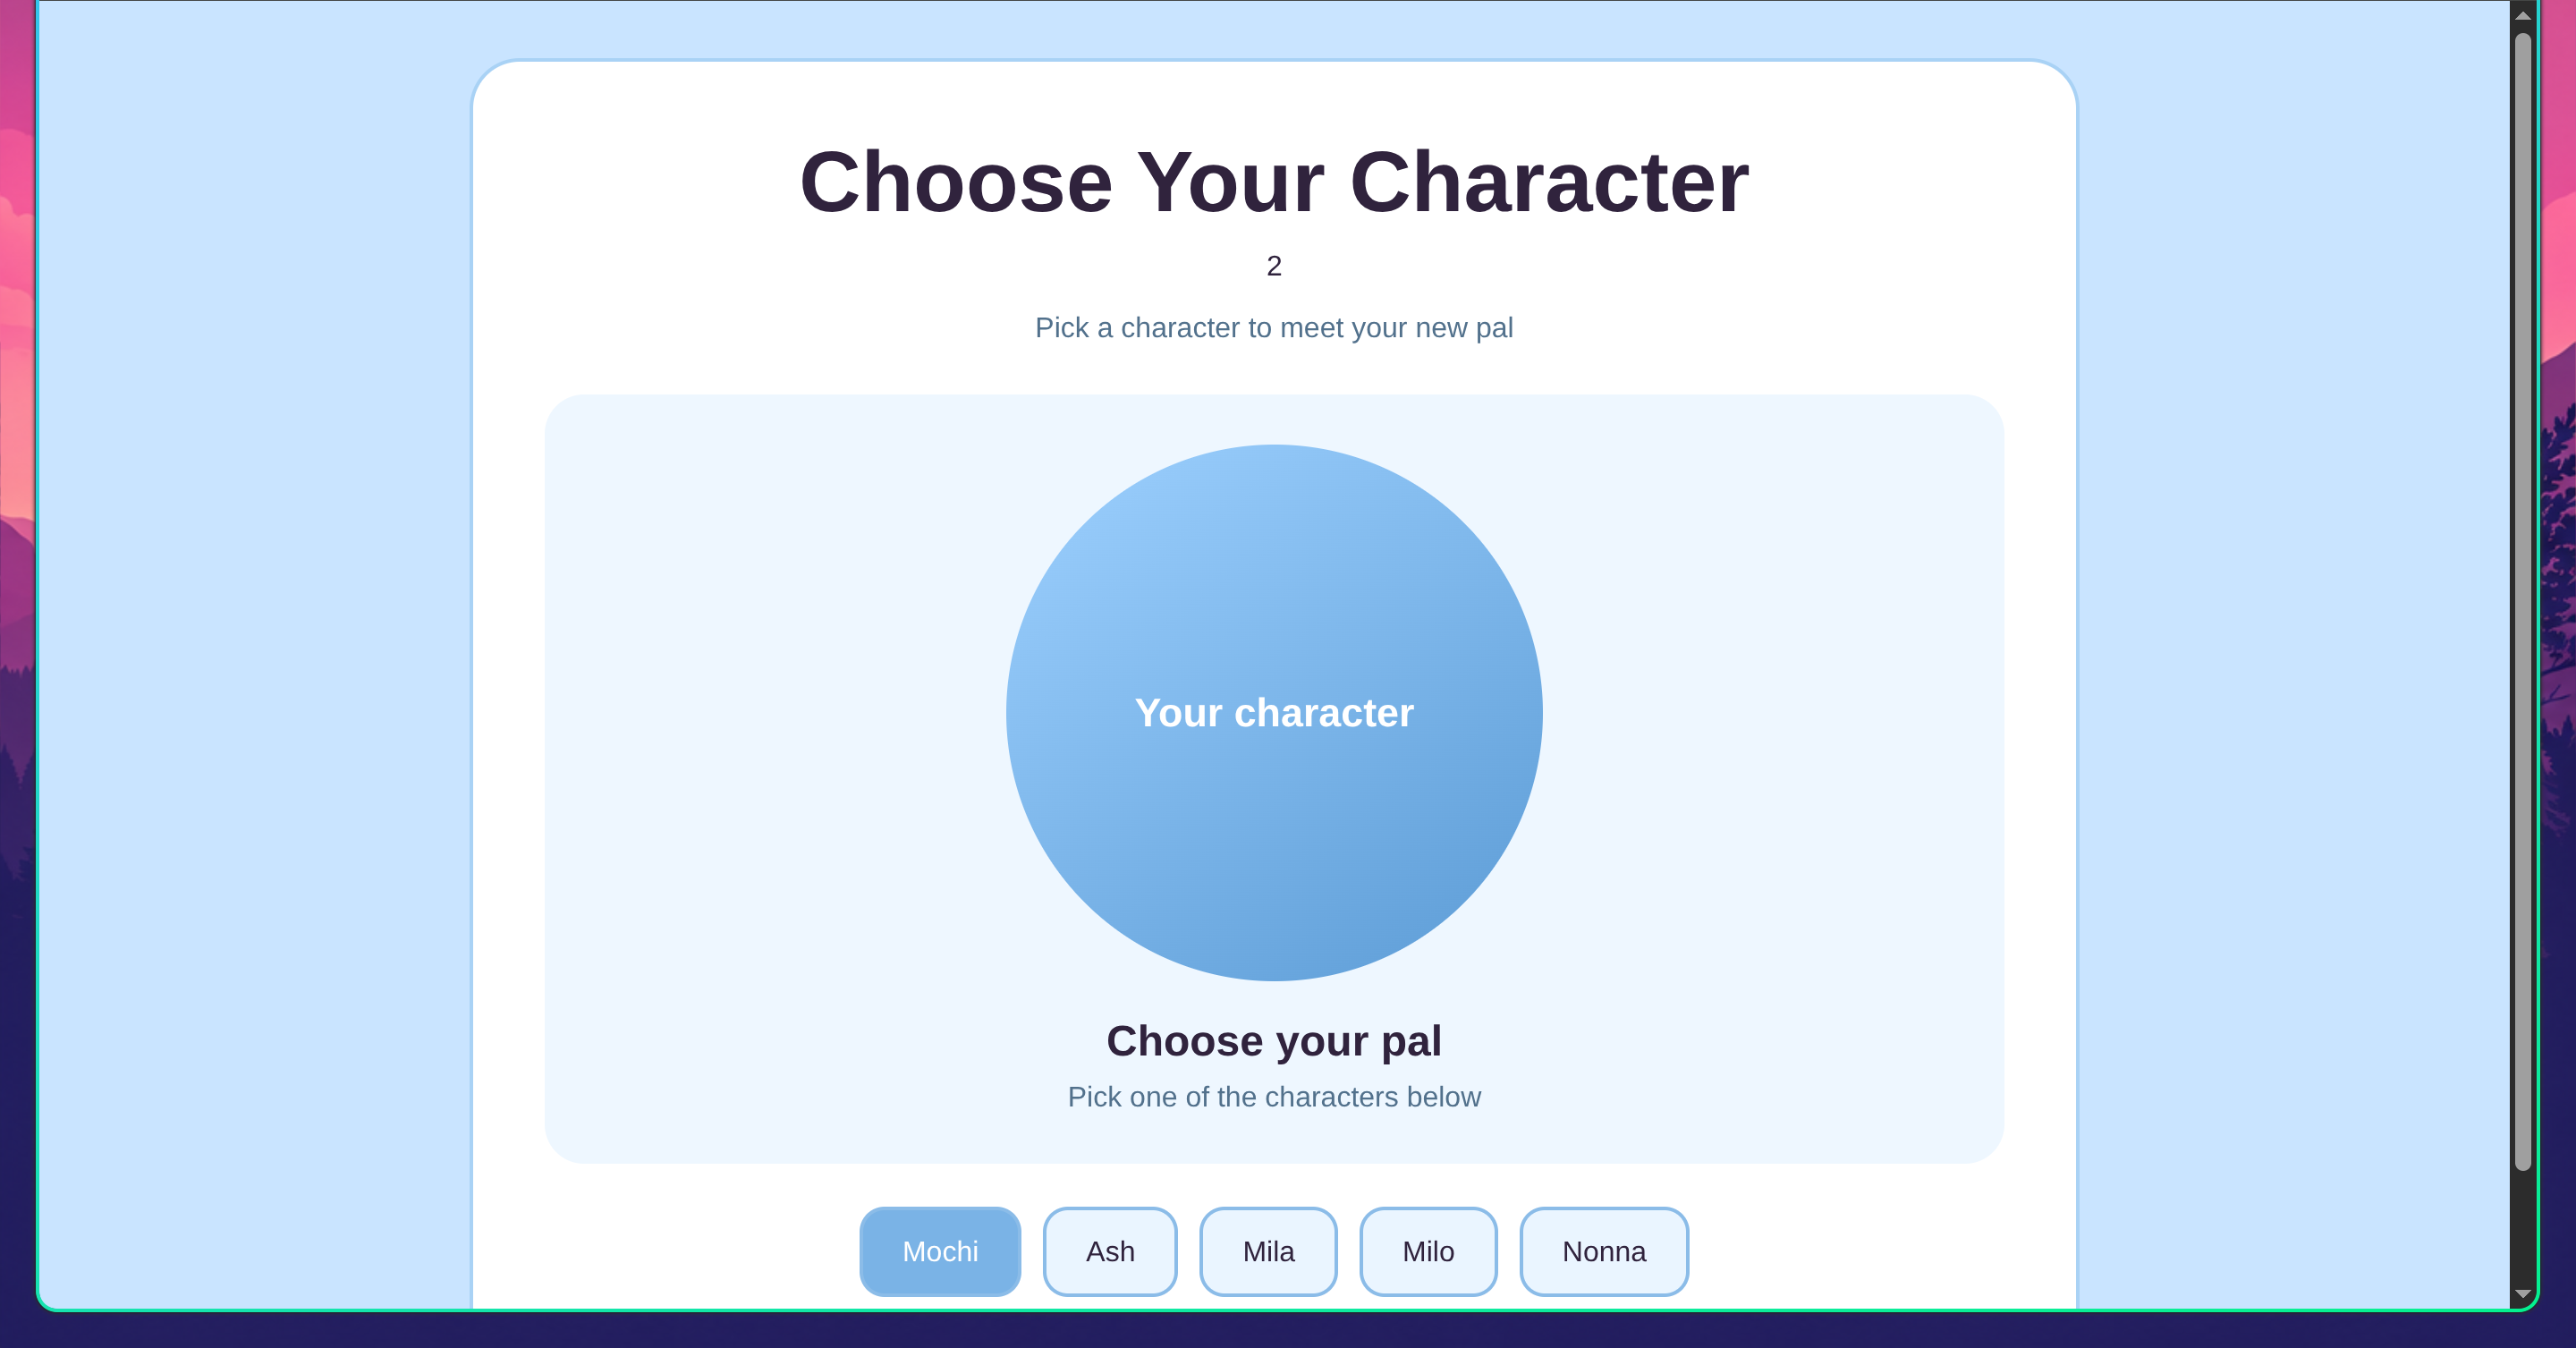 Choose Your Character
2
Pick a character to meet your new pal
Your character
Choose your pal
Pick one of the characters below
Mochi Ash Mila Milo Nonna